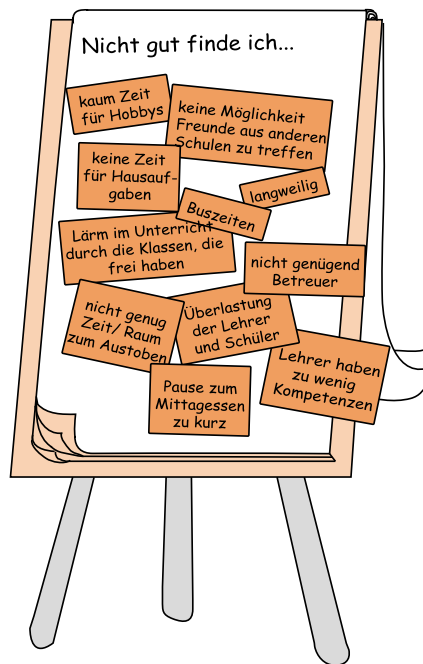 Nicht gut finde ich...
kaum Zeit
für Hobbys
keine Möglichkeit
Freunde aus anderen
Schulen zu treffen
keine Zeit
für Hausauf-
gaben
langweilig
Buszeiten
Lärm im Unterricht
durch die Klassen, die
frei haben
nicht genügend
Betreuer
nicht genug
Zeit/ Raum
zum Austoben
Überlastung
der Lehrer
und Schüler
Lehrer haben
zu wenig
Kompetenzen
Pause zum
Mittagessen
zu kurz